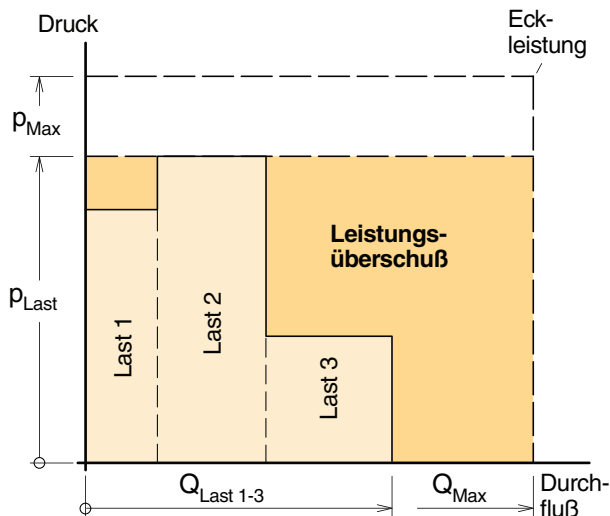 Druck
Eck-
leistung
pMax
Leistungs-
überschuß
pLast
Last 1
Last 2
Last 3
QLast 1-3
QMax
Durch-
fluß